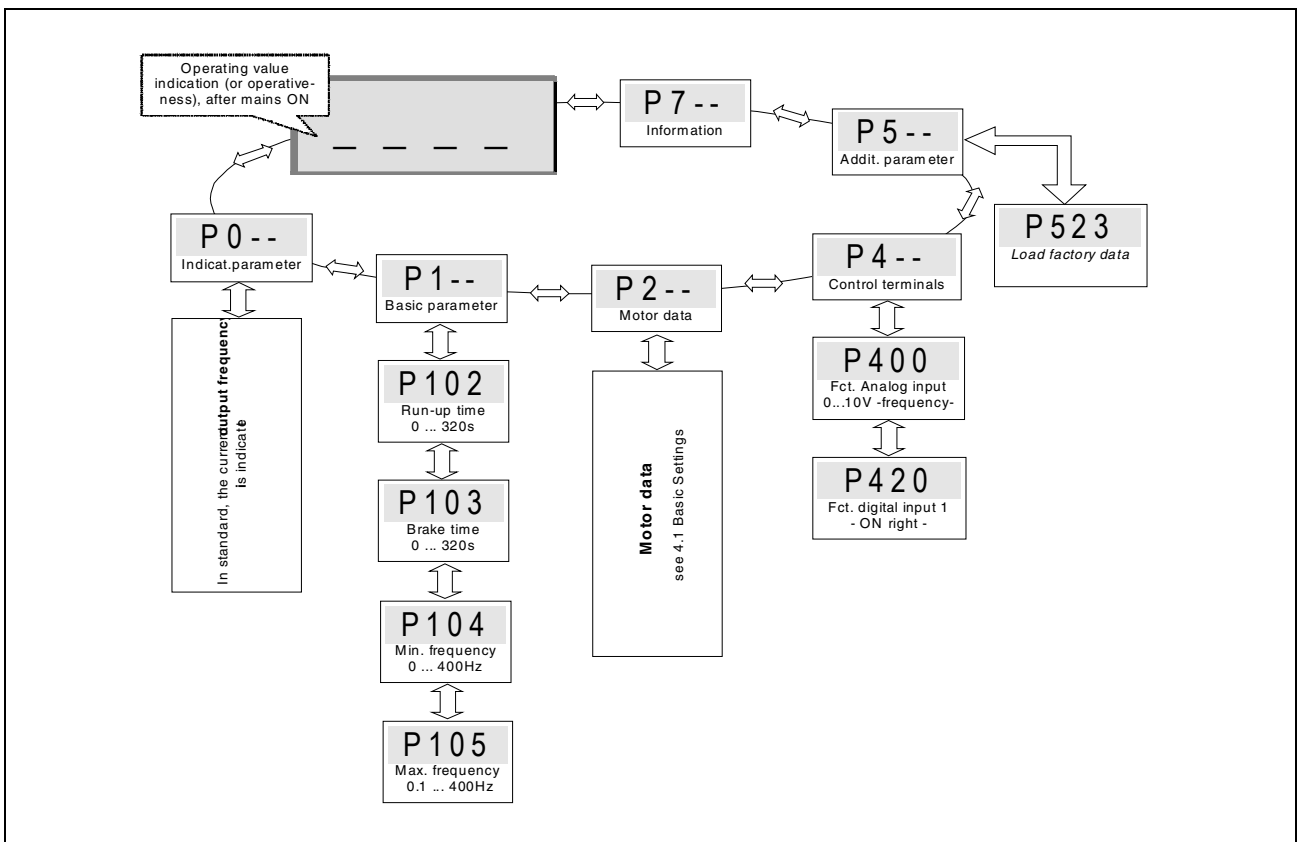 Operating value
indication (or operative-
ness), after mains ON
_ _ _ _
P 7 - -
Information
P 5 - -
Addit. parameter
P 5 2 3
Load factory data
P 0 - -
Indicat.parameter
P 1 - -
Basic parameter
P 2 - -
Motor data
P 4 - -
Control terminals
In standard, the current output frequency
is indicate
P 1 0 2
Run-up time
0 ... 320s
P 1 0 3
Brake time
0 ... 320s
P 1 0 4
Min. frequency
0 ... 400Hz
P 1 0 5
Max. frequency
0.1 ... 400Hz
Motor data
see 4.1 Basic Settings
P 4 0 0
Fct. Analog input
0...10V -frequency-
P 4 2 0
Fct. digital input 1
- ON right -